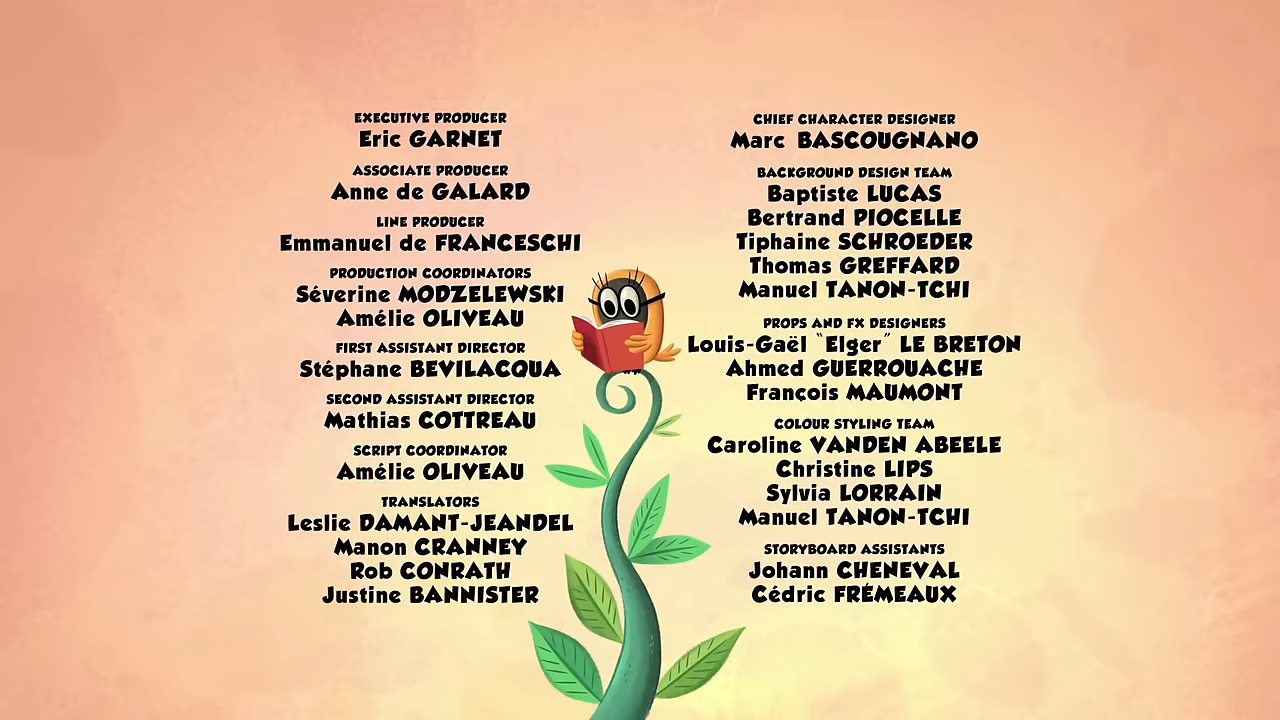 EXECUTIVE PRODUCER
Eric GARNET
ASSOCIATE PRODUCER
Anne de GALARD
LINE PRODUCER
Emmanuel de FRANCESCHI
PRODUCTION COORDINATORS
Séverine MODZELEWSKI
Amélie OLIVEAU
FIRST ASSISTANT DIRECTOR
Stéphane BEVILACQUA
SECOND ASSISTANT DIRECTOR
Mathias COTTREAU
SCRIPT COORDINATOR
Amélie OLIVEAU
TRANSLATORS
Leslie DAMANT-JEANDEL
Manon CRANNEY
Rob CONRATH
Justine BANNISTER
CHIEF CHARACTER DESIGNER
Marc BASCOUGNANO
BACKGROUND DESIGN TEAM
Baptiste LUCAS
Bertrand PIOCELLE
Tiphaine SCHROEDER
Thomas GREFFARD
Manuel TANON-TCHI
PROPS AND FX DESIGNERS
Louis-Gaël "Elger" LE BRETON
Ahmed GUERROUACHE
François MAUMONT
COLOUR STYLING TEAM
Caroline VANDEN ABEELE
Christine LIPS
Sylvia LORRAIN
Manuel TANON-TCHI
STORYBOARD ASSISTANTS
Johann CHENEVAL
Cédric FRÉMEAUX